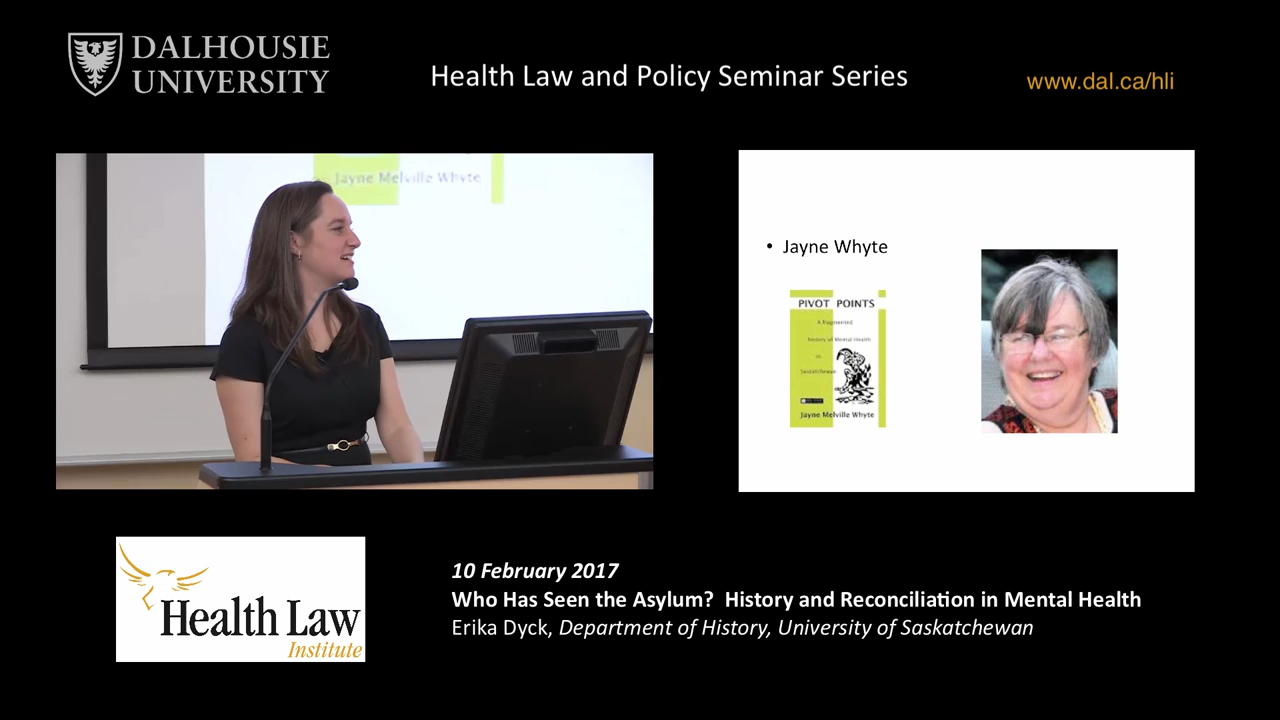 DALHOUSIE
UNIVERSITY
Health Law and Policy Seminar Series
www.dal.ca/hli
Jayne Melville Whyte
• Jayne Whyte
PIVOT POINTS
A fragmented
history of Mental Health
in
Saskatchewan
Jayne Melville Whyte
Health Law
Institute
10 February 2017
Who Has Seen the Asylum? History and Reconciliation in Mental Health
Erika Dyck, Department of History, University of Saskatchewan